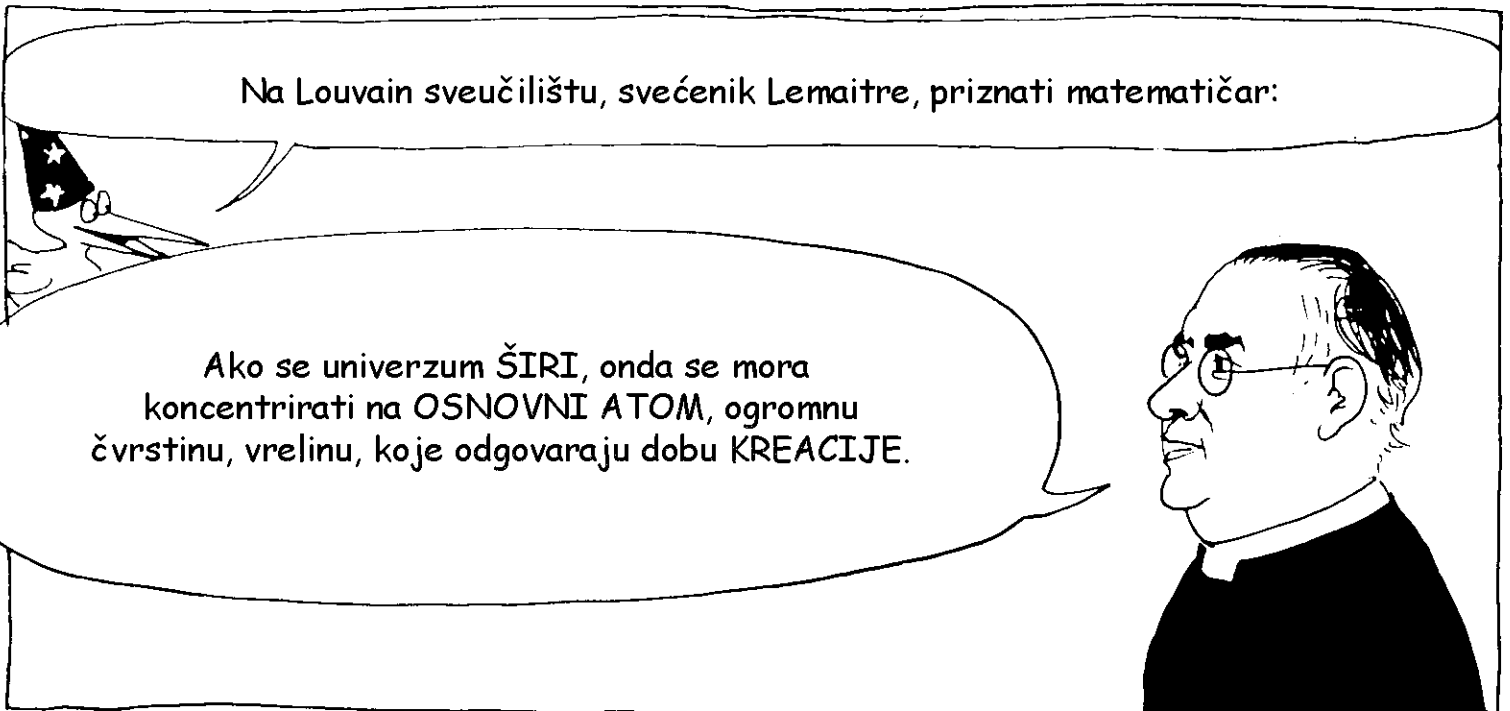 Na Louvain sveučilištu, svećenik Lemaitre, priznati matematičar:
Ako se univerzum ŠIRI, onda se mora
koncentrirati na OSNOVNI ATOM, ogromnu
čvrstinu, vrelinu, koje odgovaraju dobu KREACIJE.